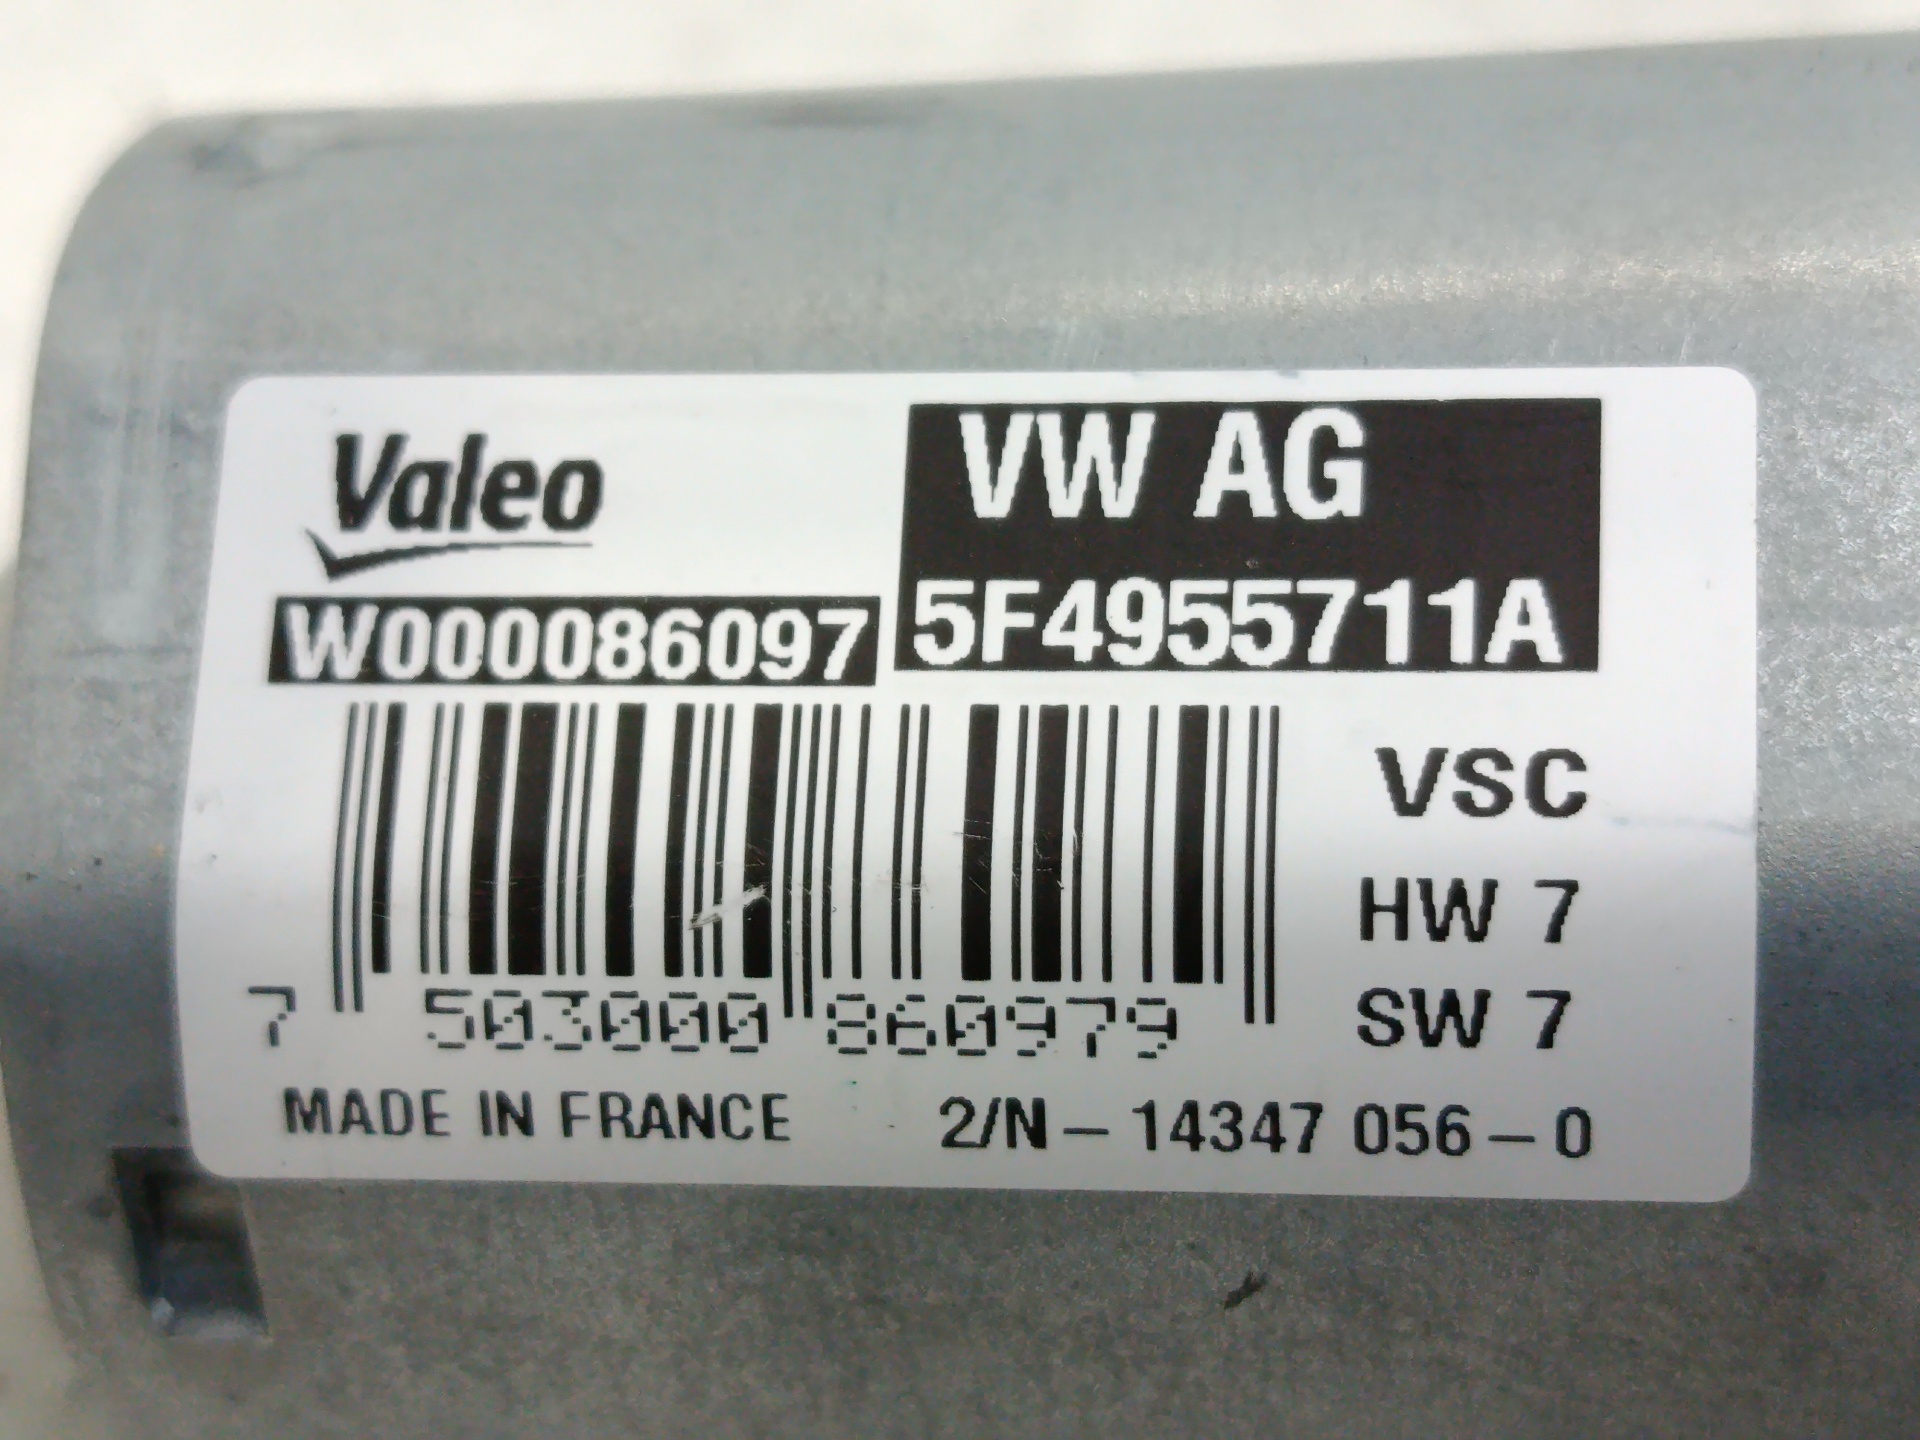 Valeo
VW AG
W000086097
5F4955711A
VSC
HW 7
SW 7
7 503000 860979
MADE IN FRANCE
2/N-14347 056-0